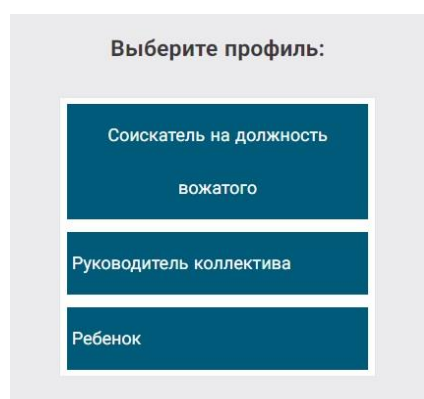 Выберите профиль:
Соискатель на должность
вожатого
Руководитель коллектива
Ребенок